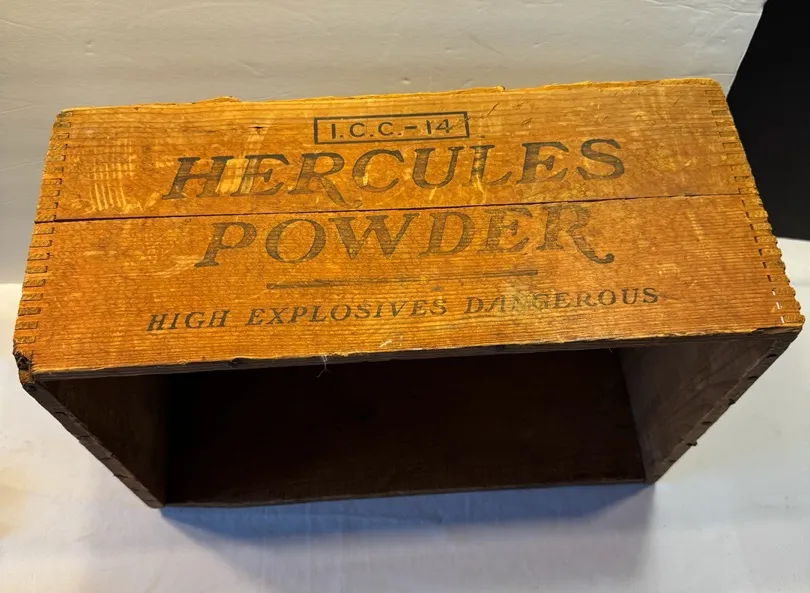 I.C.C.-14
HERCULES
POWDER
HIGH EXPLOSIVES DANGEROUS